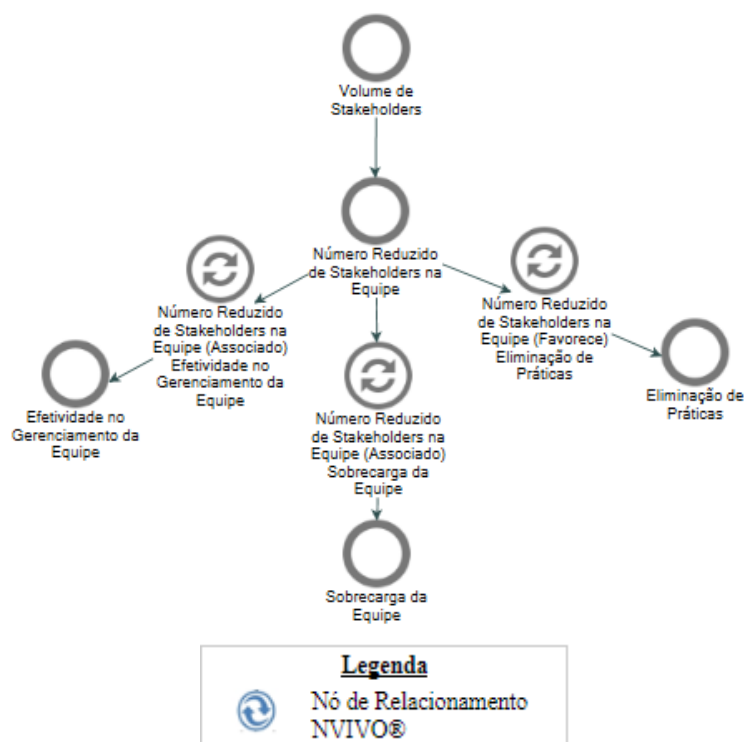 Volume de
Stakeholders
Número Reduzido
de Stakeholders na
Equipe
Número Reduzido
de Stakeholders na
Equipe (Associado)
Efetividade no
Gerenciamento da
Equipe
Número Reduzido
de Stakeholders na
Equipe (Favorece)
Eliminação de
Práticas
Efetividade no
Gerenciamento da
Equipe
Número Reduzido
de Stakeholders na
Equipe (Associado)
Sobrecarga da
Equipe
Eliminação de
Práticas
Sobrecarga da
Equipe
Legenda
Nó de Relacionamento
NVIVO®